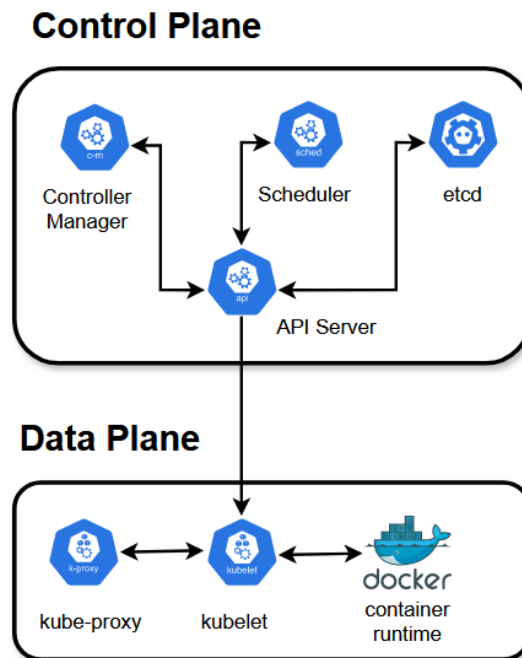 Control Plane
c-m
sched
Controller
Manager
Scheduler
etcd
api
API Server
Data Plane
k-proxy
kubelet
docker
kube-proxy
kubelet
container
runtime